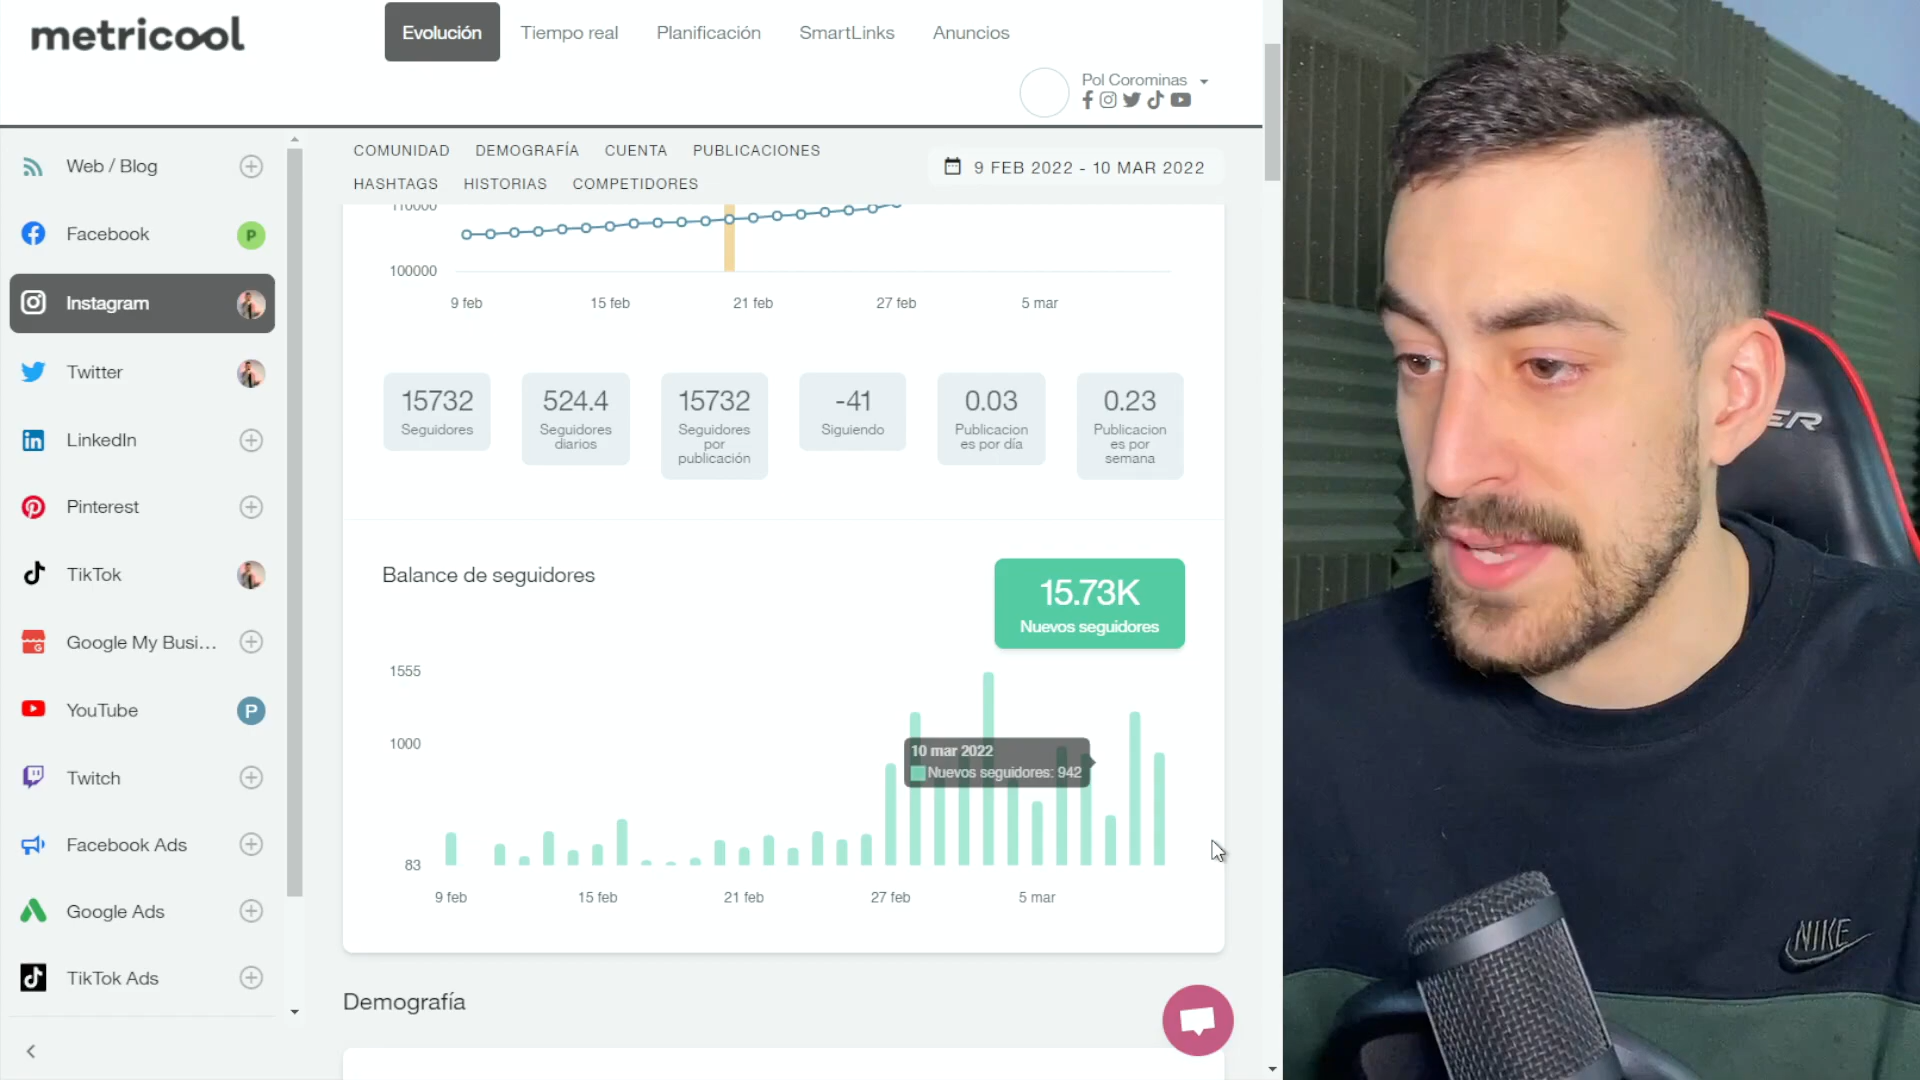 metricool
Evolución
Tiempo real
Planificación
SmartLinks
Anuncios
Pol Corominas
COMUNIDAD
DEMOGRAFÍA
CUENTA
PUBLICACIONES
HASHTAGS
HISTORIAS
COMPETIDORES
9 FEB 2022 - 10 MAR 2022
Web / Blog
Facebook
P
Instagram
Twitter
LinkedIn
Pinterest
TikTok
Google My Busi...
YouTube
P
Twitch
Facebook Ads
Google Ads
TikTok Ads
110000
100000
9 feb
15 feb
21 feb
27 feb
5 mar
15732
Seguidores
524.4
Seguidores
diarios
15732
Seguidores
por
publicación
-41
Siguiendo
0.03
Publicacion
es por día
0.23
Publicacion
es por
semana
Balance de seguidores
15.73K
Nuevos seguidores
1555
1000
83
10 mar 2022
Nuevos seguidores: 942
9 feb
15 feb
21 feb
27 feb
5 mar
Demografía
NIKE